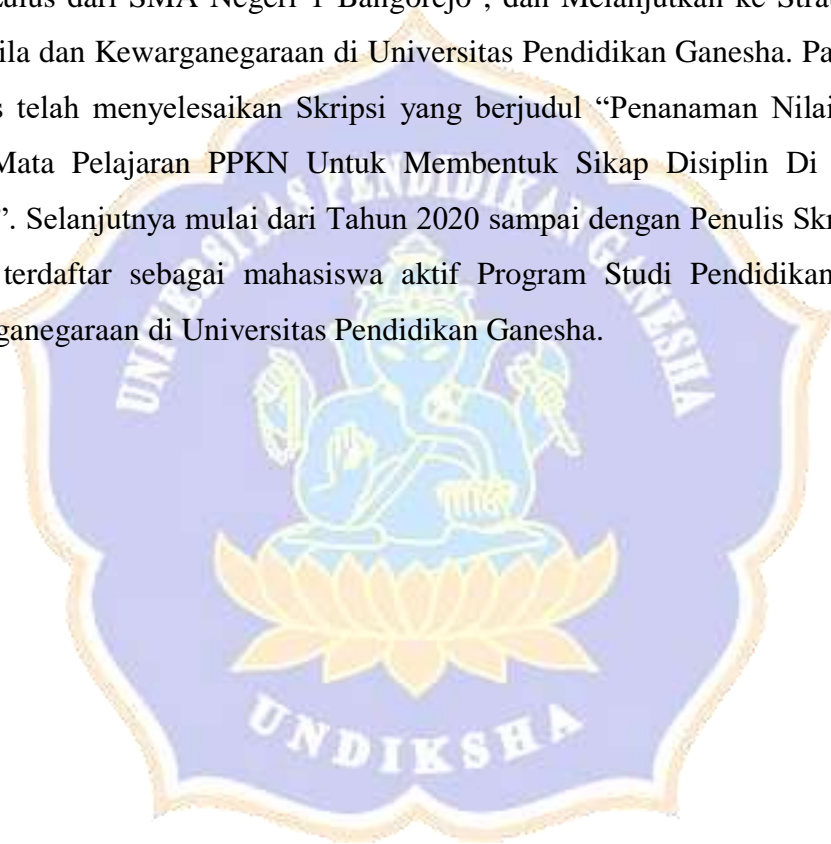 lulus dari SMA Negeri 1 Bangorejo , dan Melanjutkan ke Strat
ila dan Kewarganegaraan di Universitas Pendidikan Ganesha. Pa
s telah menyelesaikan Skripsi yang berjudul “Penanaman Nilai
Mata Pelajaran PPKN Untuk Membentuk Sikap Disiplin Di
”. Selanjutnya mulai dari Tahun 2020 sampai dengan Penulis Skr
terdaftar sebagai mahasiswa aktif Program Studi Pendidikan
ganegaraan di Universitas Pendidikan Ganesha.
UNIVERSITAS PENDIDIKAN GANESHA
UNDIKSHA